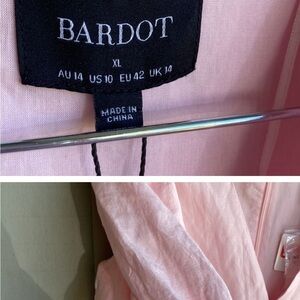 BARDOT
XL
AU 14 US 10 EU 42 UK 14
MADE IN
CHINA